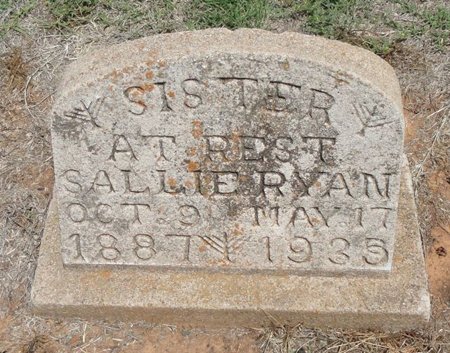 SISTER
AT REST
SALLIE RYAN
OCT. 9 MAY. 17
1887 1935